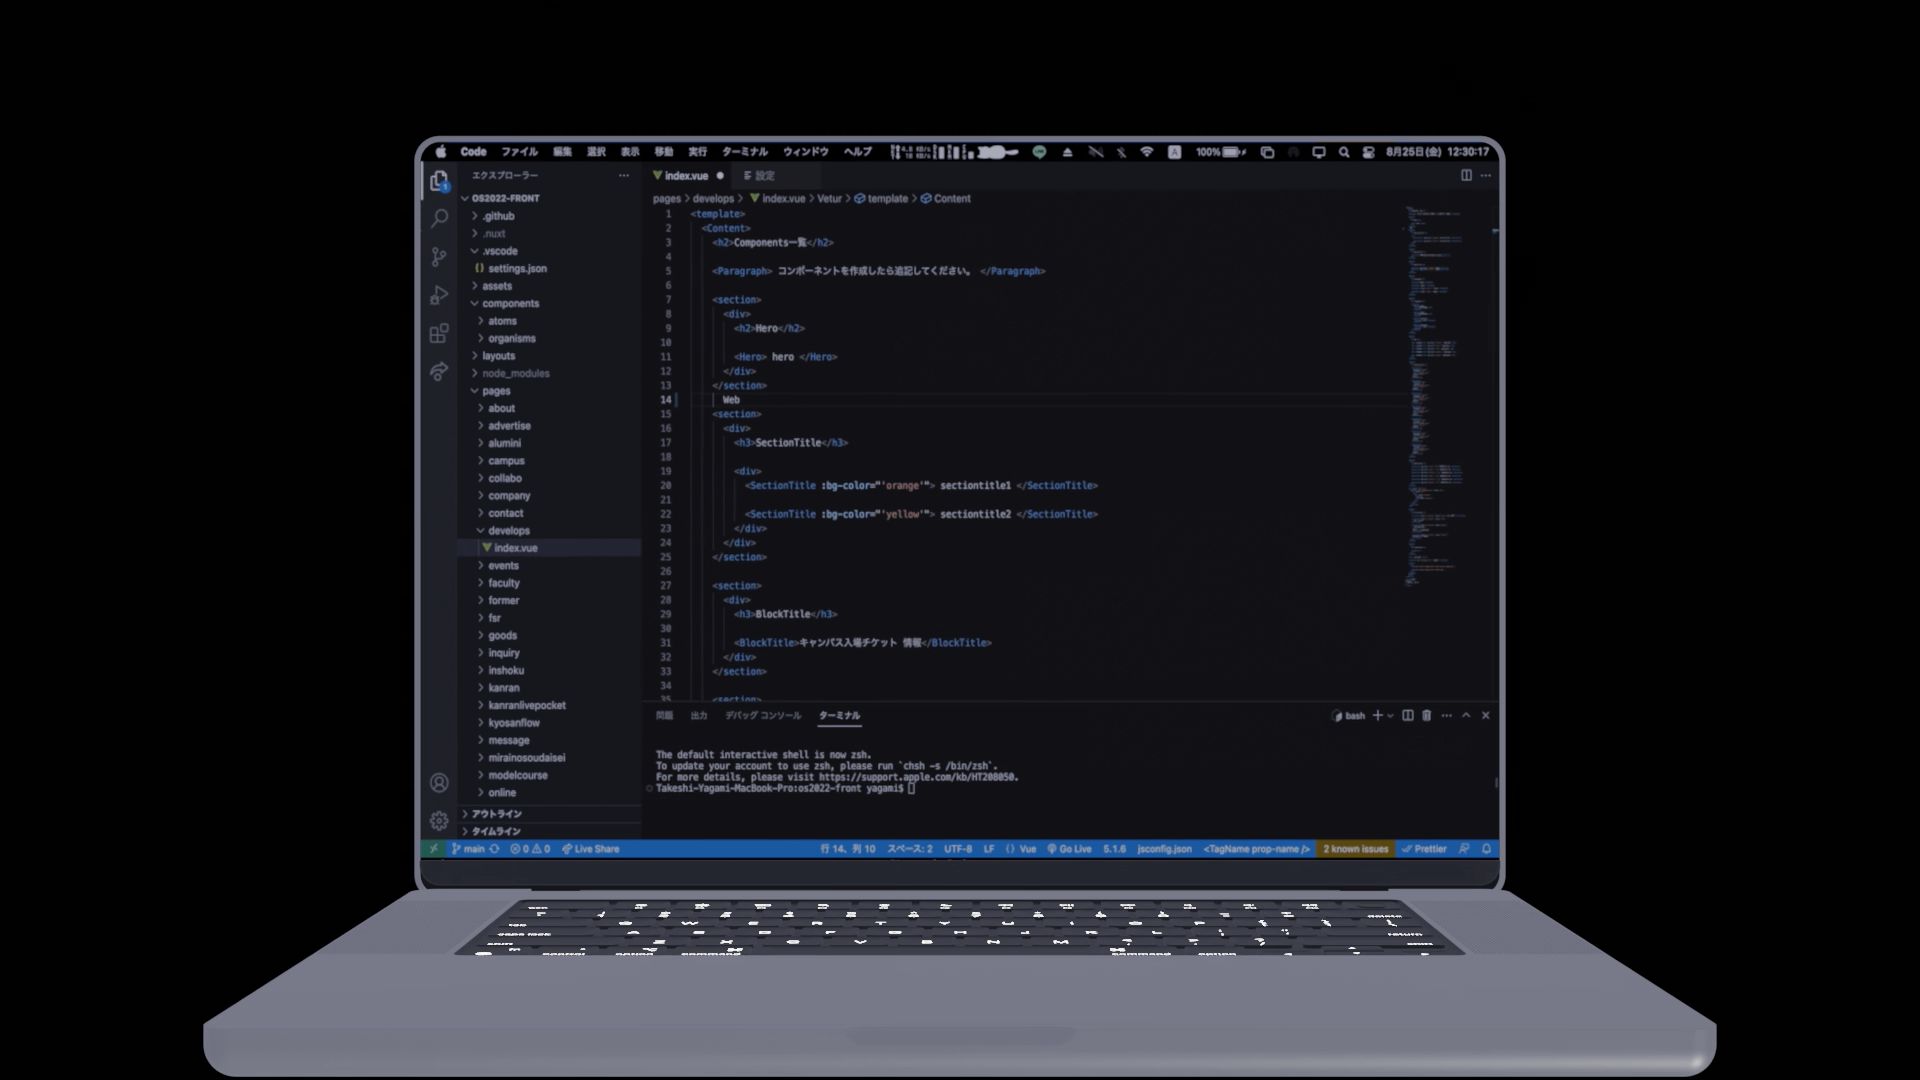 Code ファイル 編集 選択 表示 移動 実行 ターミナル ウィンドウ ヘルプ 100% 8月25日(金) 12:30:17
エクスプローラー
OS2022-FRONT
.github
.nuxt
.vscode
settings.json
assets
components
atoms
organisms
layouts
node_modules
pages
about
advertise
alumini
campus
collabo
company
contact
develops
index.vue
events
faculty
former
fsr
goods
inquiry
inshoku
kanran
kanranlivepocket
kyosanflow
message
mirainosoudaisei
modelcourse
online
アウトライン
タイムライン
index.vue 設定
pages > develops > index.vue > Vetur > template > Content
1 <template>
2 <Content>
3 <h2>Components一覧</h2>
4
5 <Paragraph> コンポーネントを作成したら追記してください。 </Paragraph>
6
7 <section>
8 <div>
9 <h2>Hero</h2>
10
11 <Hero> hero </Hero>
12 </div>
13 </section>
14 Web
15 <section>
16 <div>
17 <h3>SectionTitle</h3>
18
19 <div>
20 <SectionTitle :bg-color="'orange'"> sectiontitle1 </SectionTitle>
21
22 <SectionTitle :bg-color="'yellow'"> sectiontitle2 </SectionTitle>
23 </div>
24 </div>
25 </section>
26
27 <section>
28 <div>
29 <h3>BlockTitle</h3>
30
31 <BlockTitle>キャンパス入場チケット 情報</BlockTitle>
32 </div>
33 </section>
34
35 <section>
問題 出力 デバッグ コンソール ターミナル bash
The default interactive shell is now zsh.
To update your account to use zsh, please run `chsh -s /bin/zsh`.
For more details, please visit https://support.apple.com/kb/HT208050.
Takeshi-Yagami-MacBook-Pro:os2022-front yagami$
main 0 0 Live Share 行 14、列 10 スペース: 2 UTF-8 LF {} Vue Go Live 5.1.6 jsconfig.json <TagName prop-name /> 2 known issues Prettier